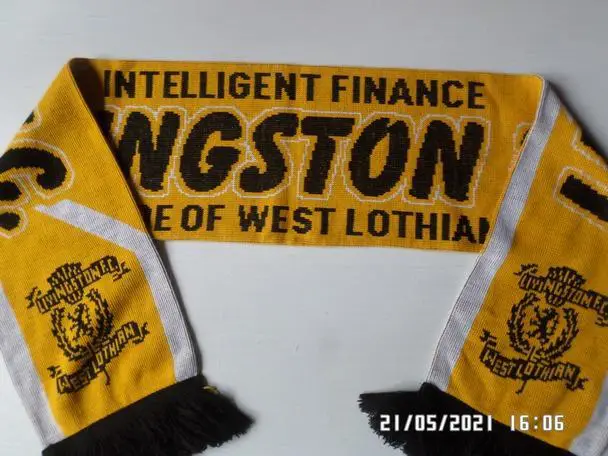 INTELLIGENT FINANCE
NGSTON
OF WEST LOTHIAN
LIVINGSTON F.C.
WEST LOTHIAN
LIVINGSTON F.C.
WEST LOTHIAN
21/05/2021 16:06